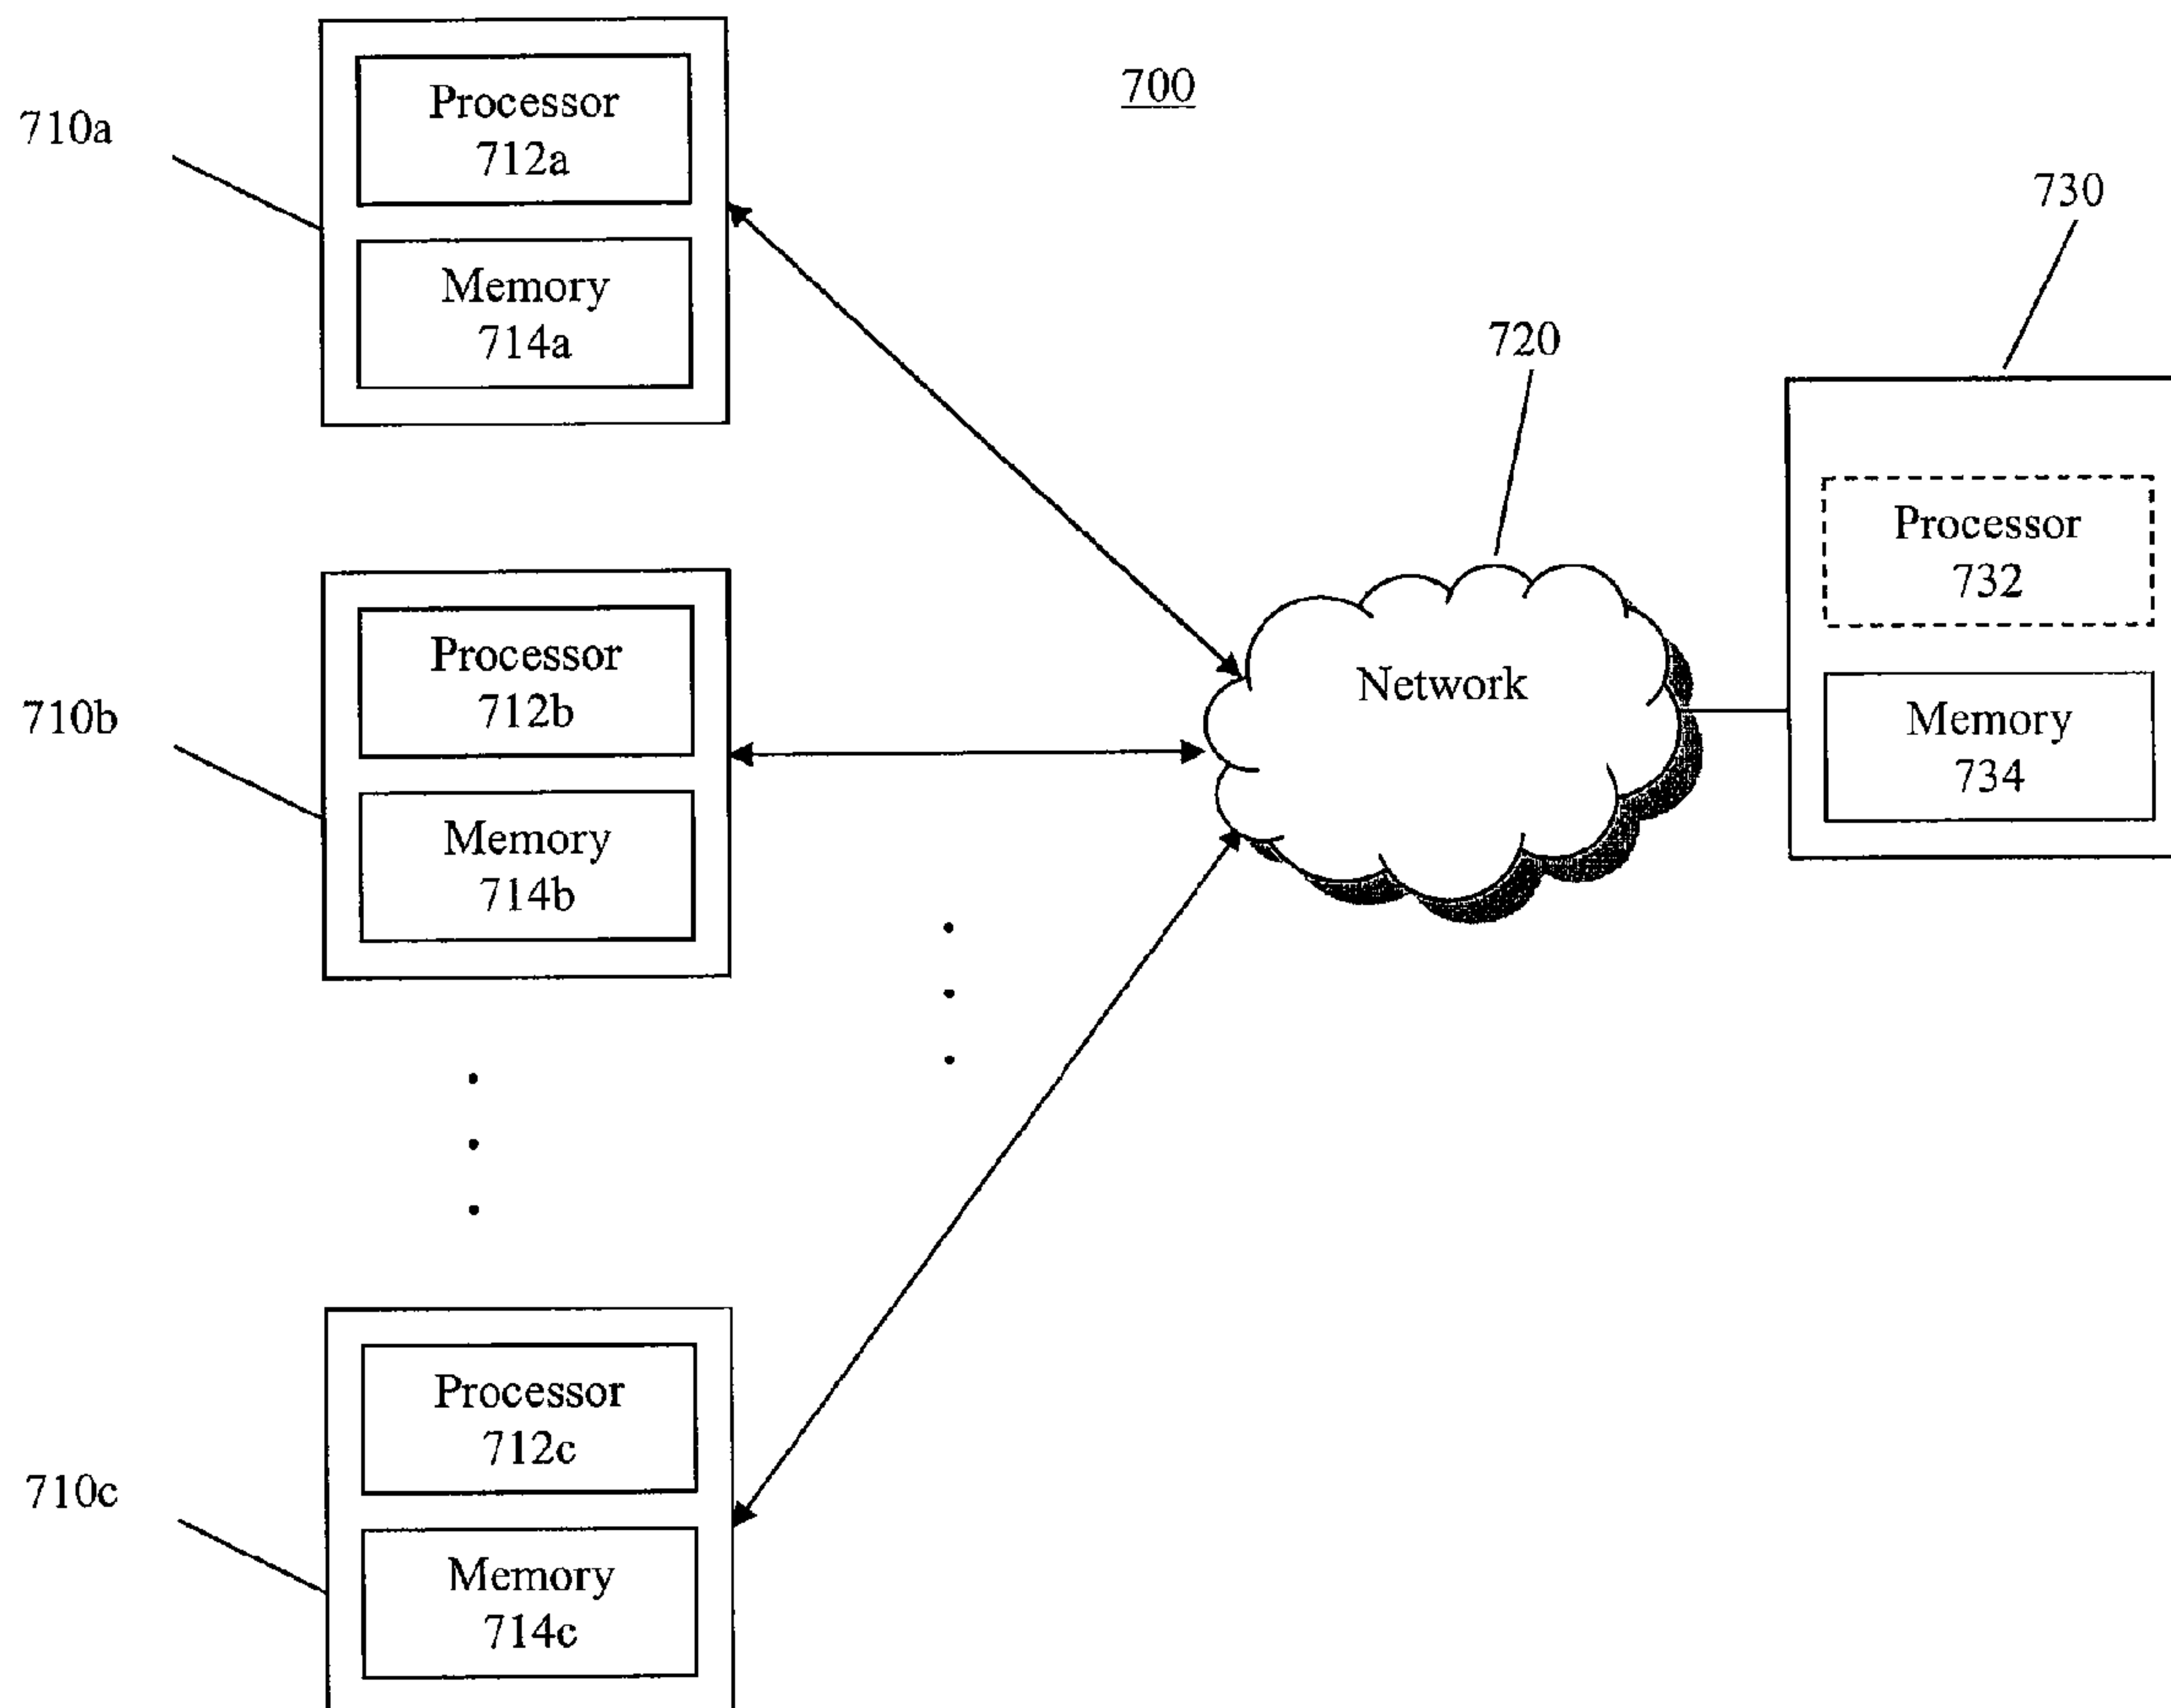 700
710a
Processor
712a
Memory
714a
730
720
Processor
732
Memory
734
Network
710b
Processor
712b
Memory
714b
710c
Processor
712c
Memory
714c